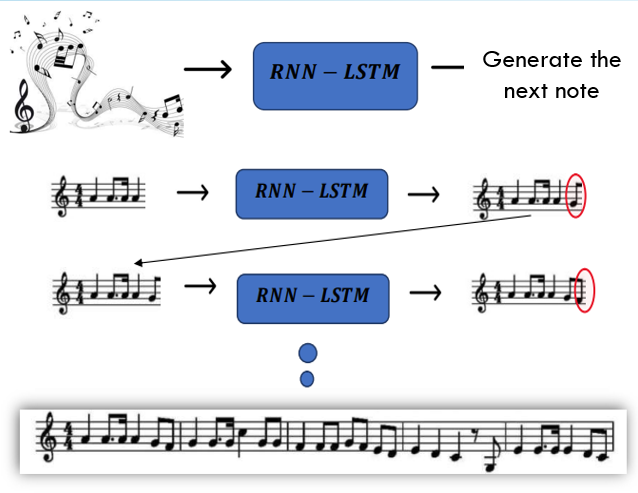 RNN – LSTM
Generate the
next note
RNN – LSTM
RNN – LSTM